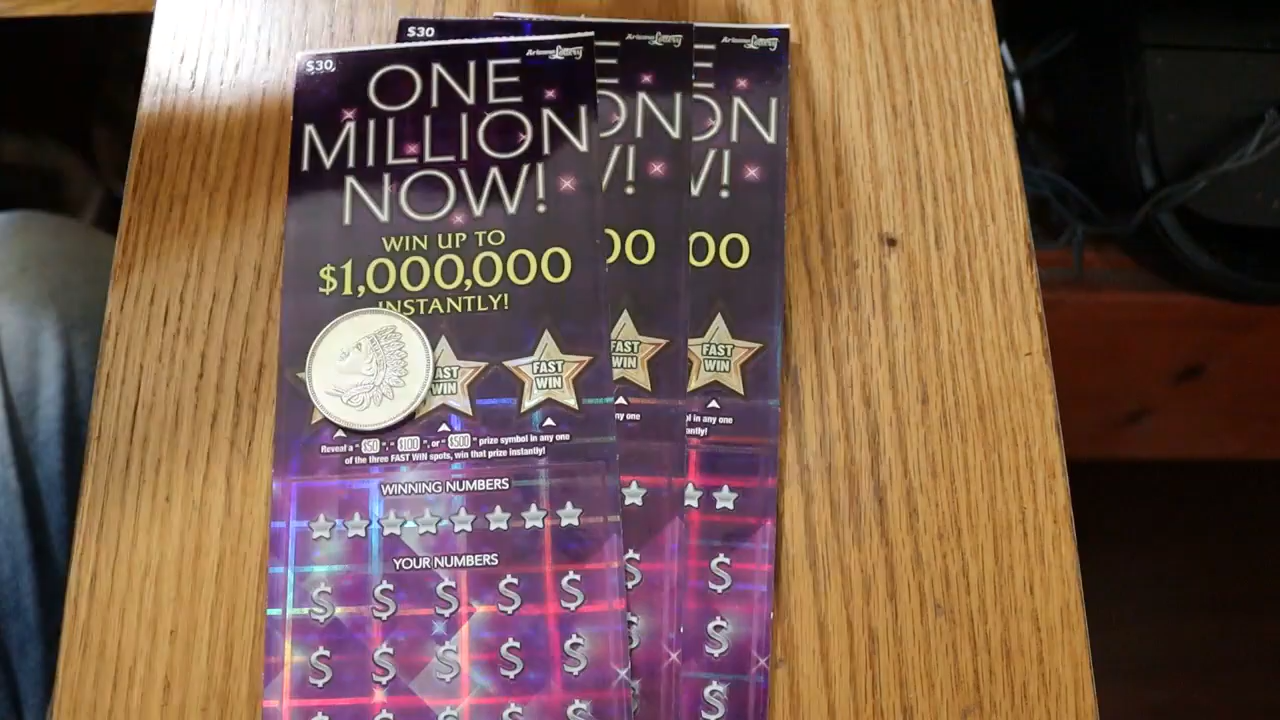 $30
Arizona Lottery
ONE
MILLION
NOW!
WIN UP TO
$1,000,000
INSTANTLY!
FAST
WIN
FAST
WIN
Reveal a "$50", "$100", or "$500" prize symbol in any one
of the three FAST WIN spots, win that prize instantly!
WINNING NUMBERS
YOUR NUMBERS
$ $ $ $ $
$ $ $ $ $
$30
Arizona Lottery
ON
V!
00
FAST
WIN
ny one
$
$
E
Arizona Lottery
ON
V!
00
FAST
WIN
ol in any one
antly!
$
$
$